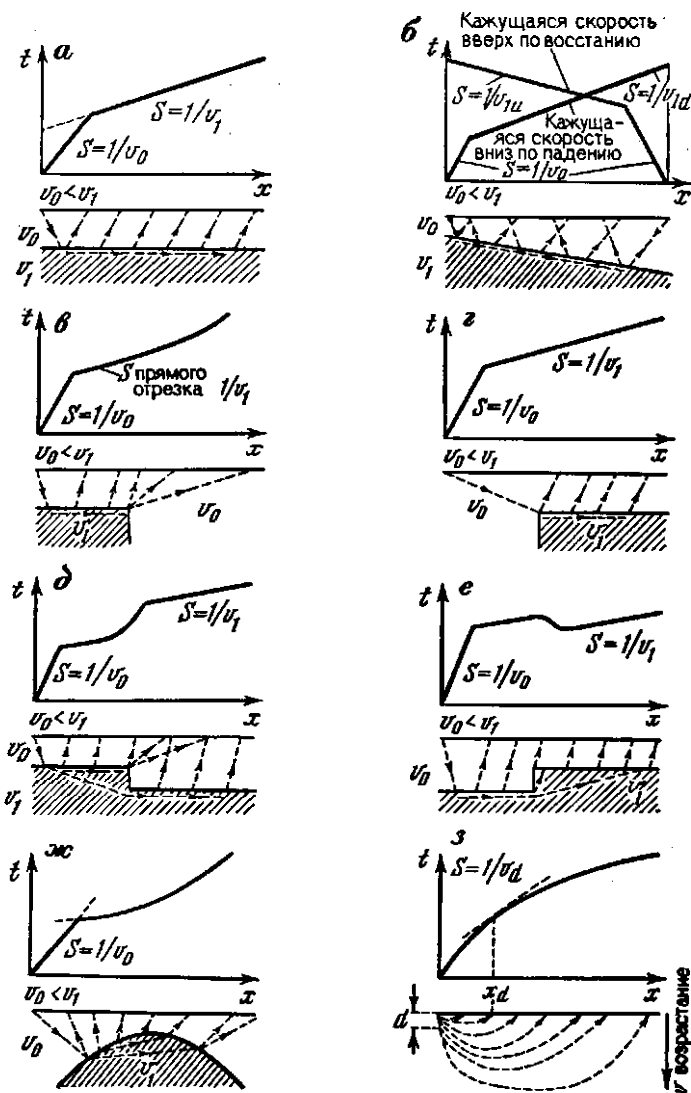 а
t
S=1/v₁
S=1/v₀
x
v₀<v₁
v₀
v₁
б
Кажущаяся скорость
вверх по восстанию
t
S=1/v₁u
S=1/v₁d
Кажуща-
яся скорость
вниз по падению
S=1/v₀
x
v₀<v₁
v₀
v₁
в
t
S прямого
отрезка 1/v₁
S=1/v₀
x
v₀<v₁
v₀
v₁
г
t
S=1/v₁
S=1/v₀
x
v₀<v₁
v₀
v₁
д
t
S=1/v₁
S=1/v₀
x
v₀<v₁
v₀
v₁
е
t
S=1/v₁
S=1/v₀
x
v₀<v₁
v₀
v₁
ж
t
S=1/v₀
x
v₀<v₁
v₀
v₁
з
t
S=1/v_d
x_d
x
d
v возрастание